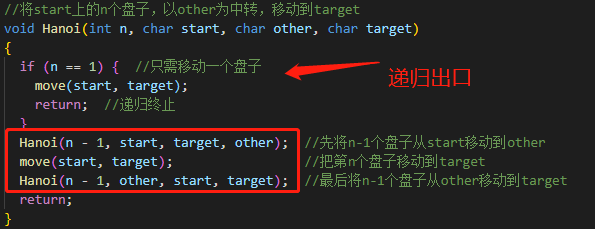 //将start上的n个盘子，以other为中转，移动到target
void Hanoi(int n, char start, char other, char target)
{
  if (n == 1) {  //只需移动一个盘子
    move(start, target);
    return;  //递归终止
  }
递归出口
  Hanoi(n - 1, start, target, other);  //先将n-1个盘子从start移动到other
  move(start, target);  //把第n个盘子移动到target
  Hanoi(n - 1, other, start, target);  //最后将n-1个盘子从other移动到target
  return;
}